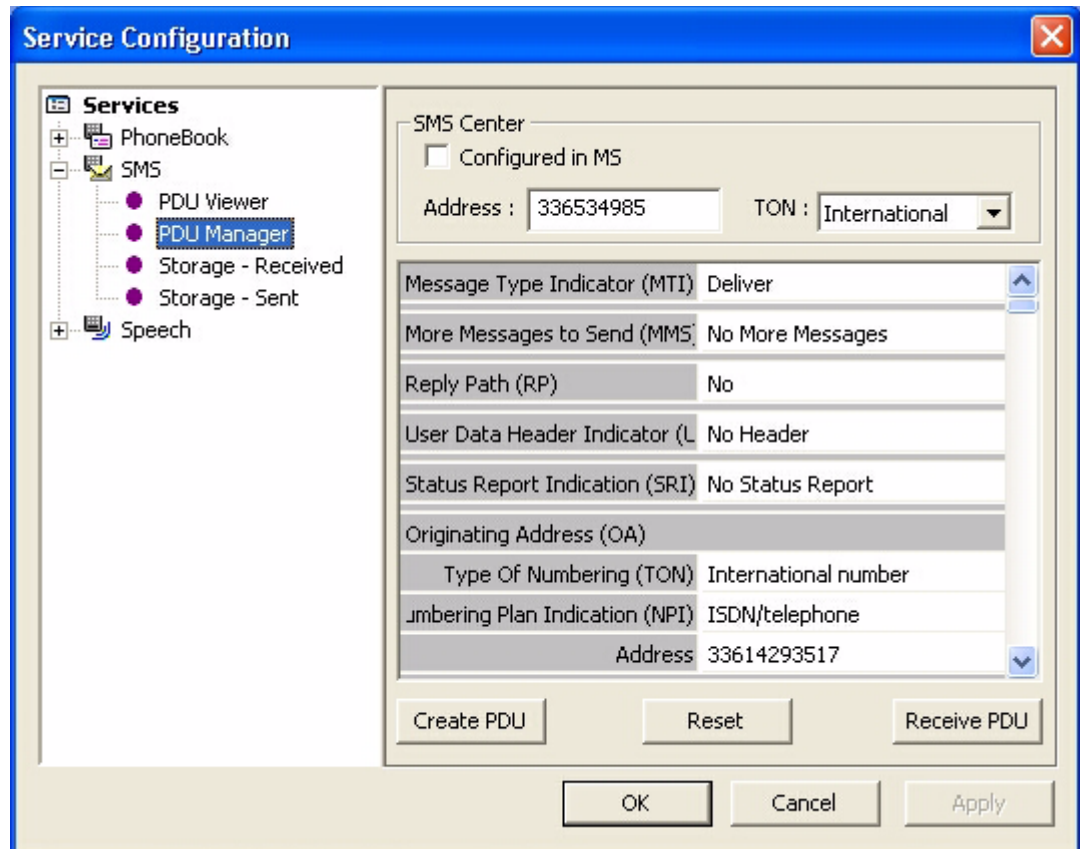 Service Configuration
Services
PhoneBook
SMS
PDU Viewer
PDU Manager
Storage - Received
Storage - Sent
Speech
SMS Center
Configured in MS
Address : 336534985 TON : International
Message Type Indicator (MTI) Deliver
More Messages to Send (MMS) No More Messages
Reply Path (RP) No
User Data Header Indicator (U No Header
Status Report Indication (SRI) No Status Report
Originating Address (OA)
Type Of Numbering (TON) International number
umbering Plan Indication (NPI) ISDN/telephone
Address 33614293517
Create PDU Reset Receive PDU
OK Cancel Apply